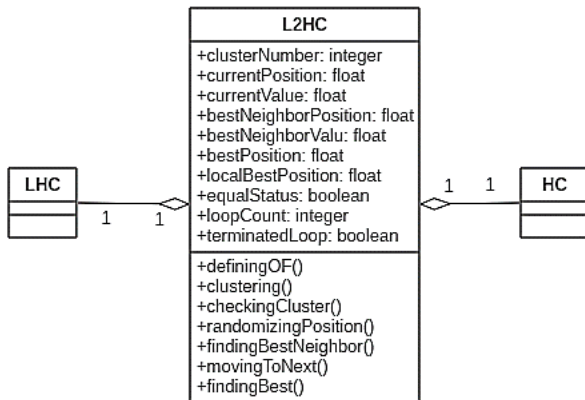 L2HC
+clusterNumber: integer
+currentPosition: float
+currentValue: float
+bestNeighborPosition: float
+bestNeighborValu: float
+bestPosition: float
+localBestPosition: float
+equalStatus: boolean
+loopCount: integer
+terminatedLoop: boolean
+definingOF()
+clustering()
+checkingCluster()
+randomizingPosition()
+findingBestNeighbor()
+movingToNext()
+findingBest()
LHC
1 1
1 1
HC